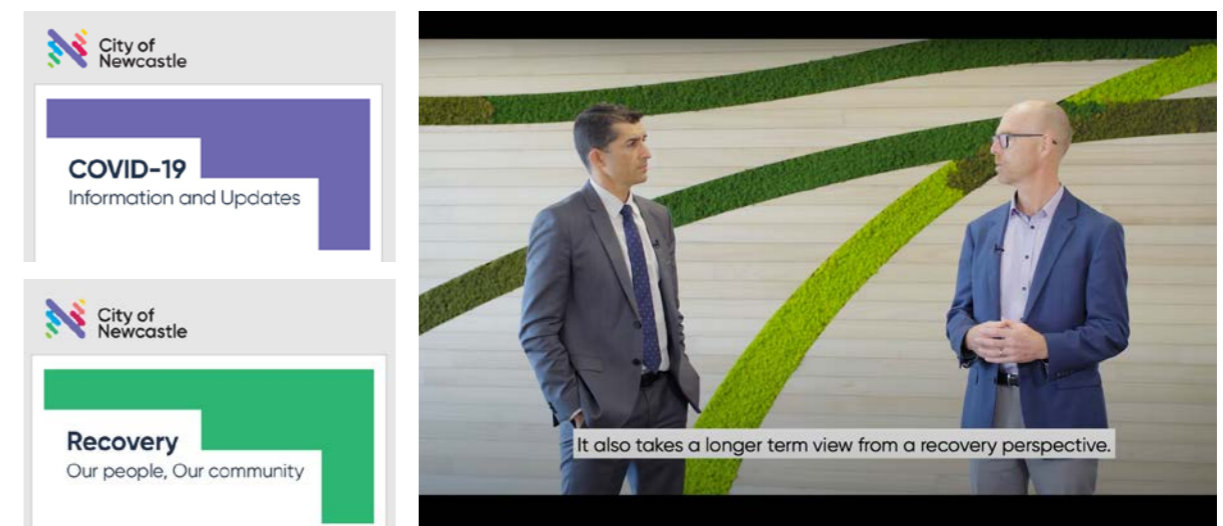 City of
Newcastle
COVID-19
Information and Updates
City of
Newcastle
Recovery
Our people, Our community
It also takes a longer term view from a recovery perspective.